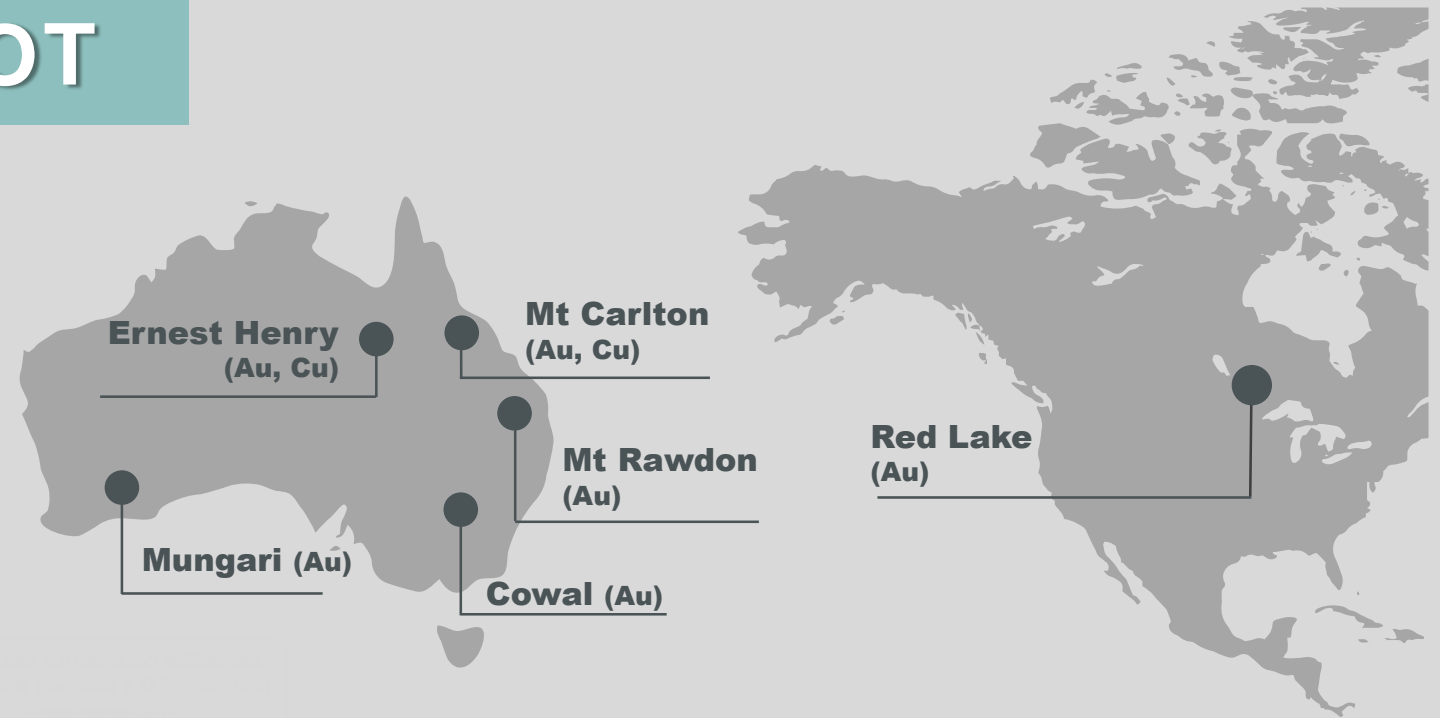 OT
Ernest Henry
(Au, Cu)
Mt Carlton
(Au, Cu)
Mt Rawdon
(Au)
Red Lake
(Au)
Mungari (Au)
Cowal (Au)